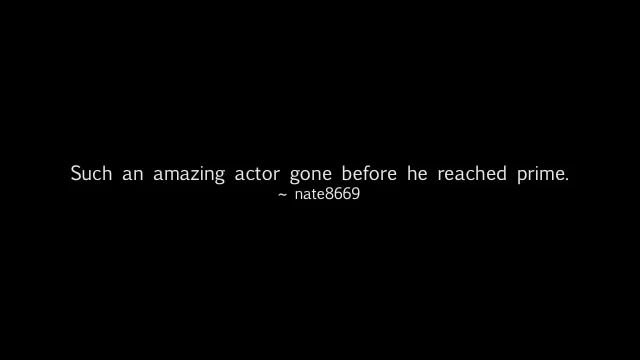 Such an amazing actor gone before he reached prime.
~ nate8669